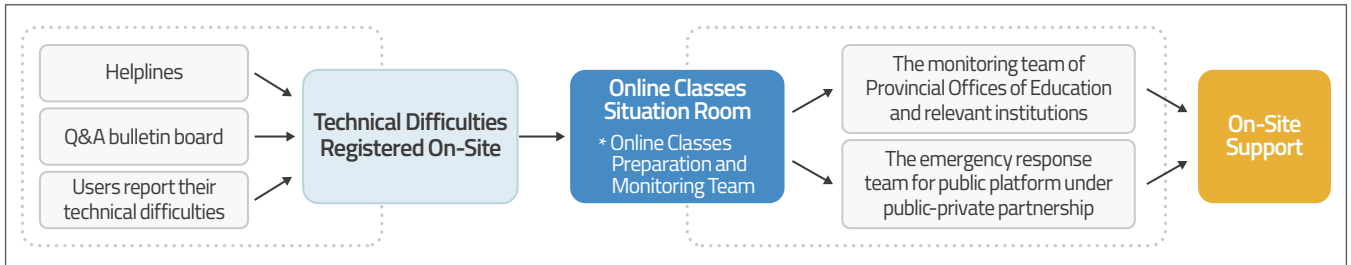 Helplines
Q&A bulletin board
Users report their
technical difficulties
Technical Difficulties
Registered On-Site
Online Classes
Situation Room
* Online Classes
Preparation and
Monitoring Team
The monitoring team of
Provincial Offices of Education
and relevant institutions
The emergency response
team for public platform under
public-private partnership
On-Site
Support